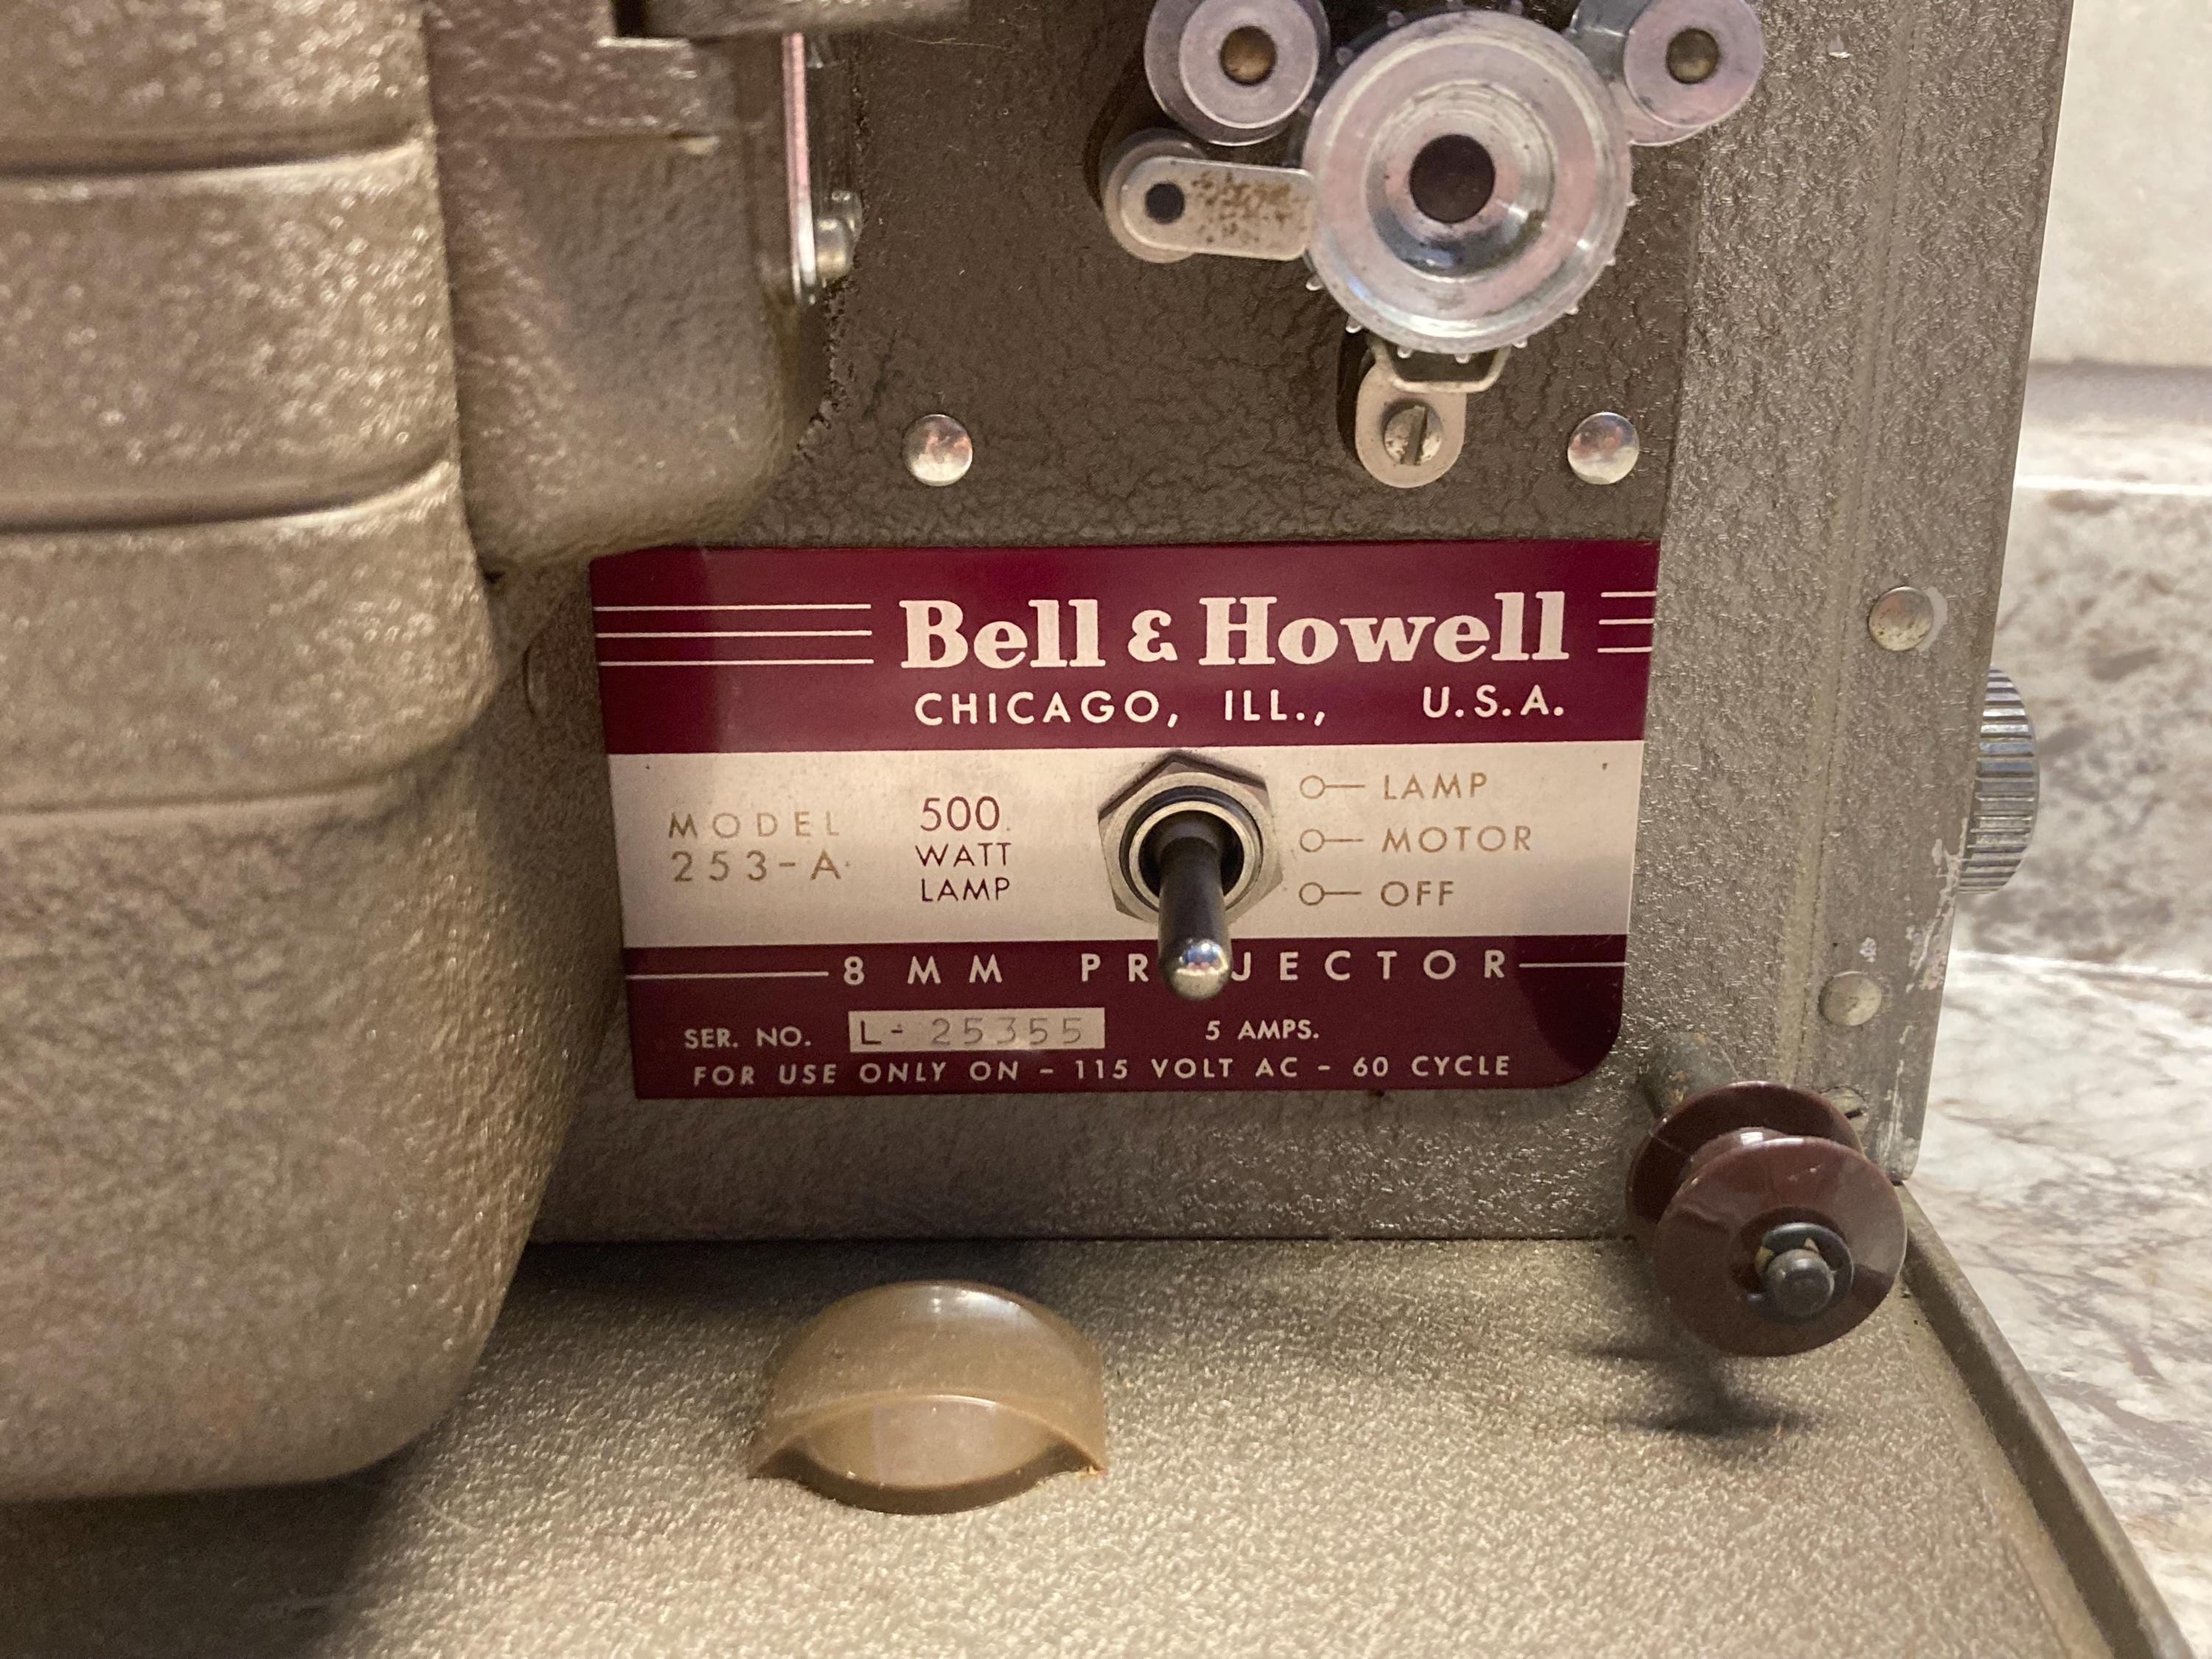 Bell & Howell
CHICAGO, ILL., U.S.A.
MODEL
253-A
500
WATT
LAMP
LAMP
MOTOR
OFF
8 MM PROJECTOR
SER. NO. L- 25355 5 AMPS.
FOR USE ONLY ON - 115 VOLT AC - 60 CYCLE